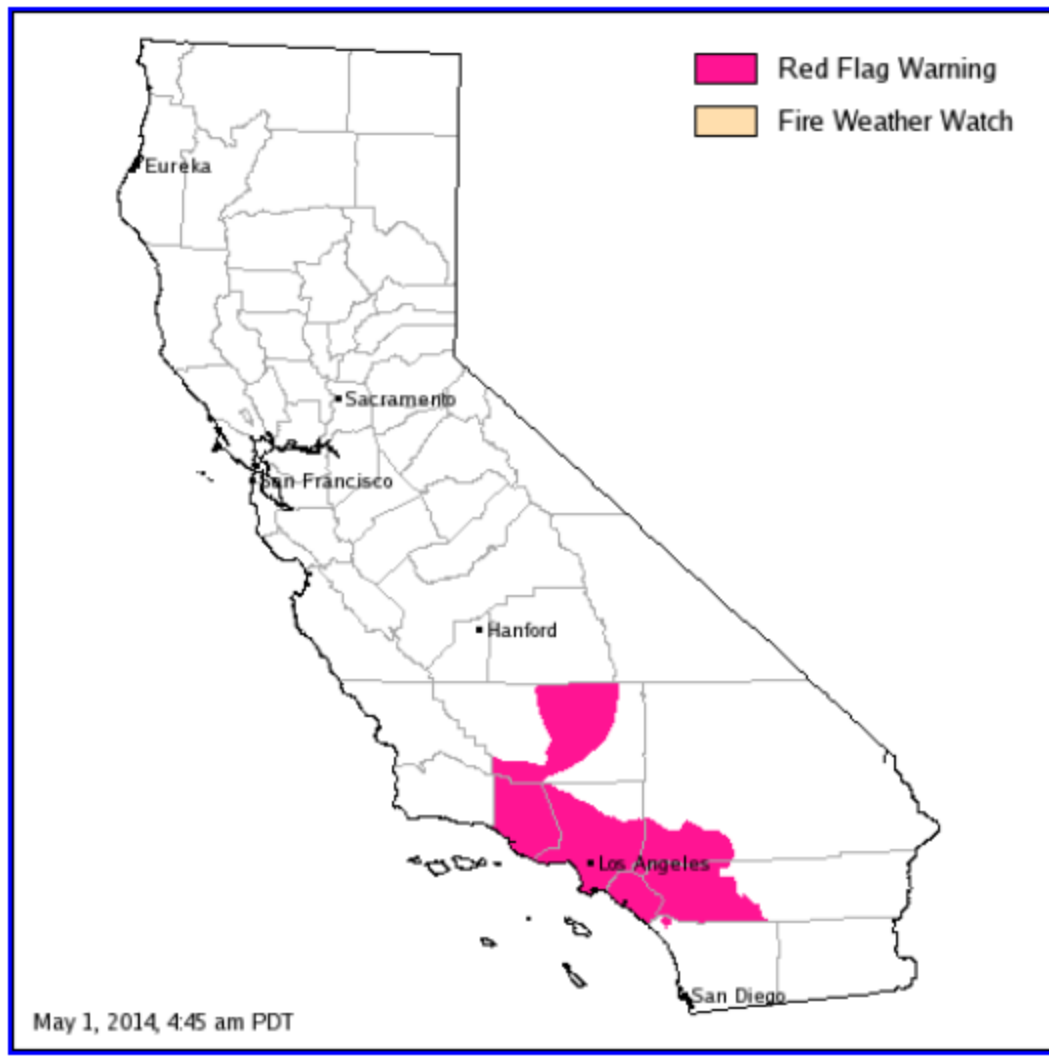 Red Flag Warning
Fire Weather Watch
Eureka
Sacramento
San Francisco
Hanford
Los Angeles
San Diego
May 1, 2014, 4:45 am PDT